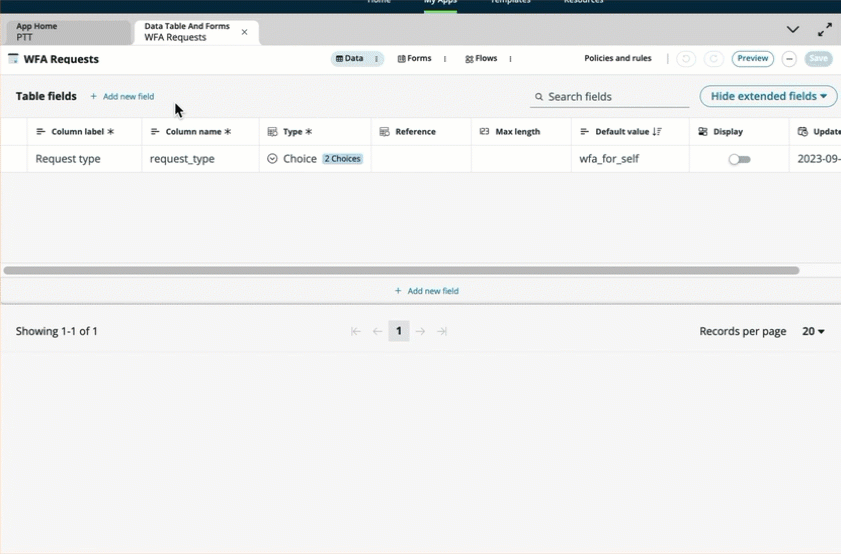 Home My Apps Templates Resources
App Home
PTT
Data Table And Forms
WFA Requests
WFA Requests
Data Forms Flows Policies and rules Preview Save
Table fields + Add new field Search fields Hide extended fields
Column label * Column name * Type * Reference Max length Default value Display Update
Request type request_type Choice 2 Choices wfa_for_self 2023-09-
+ Add new field
Showing 1-1 of 1 1 Records per page 20